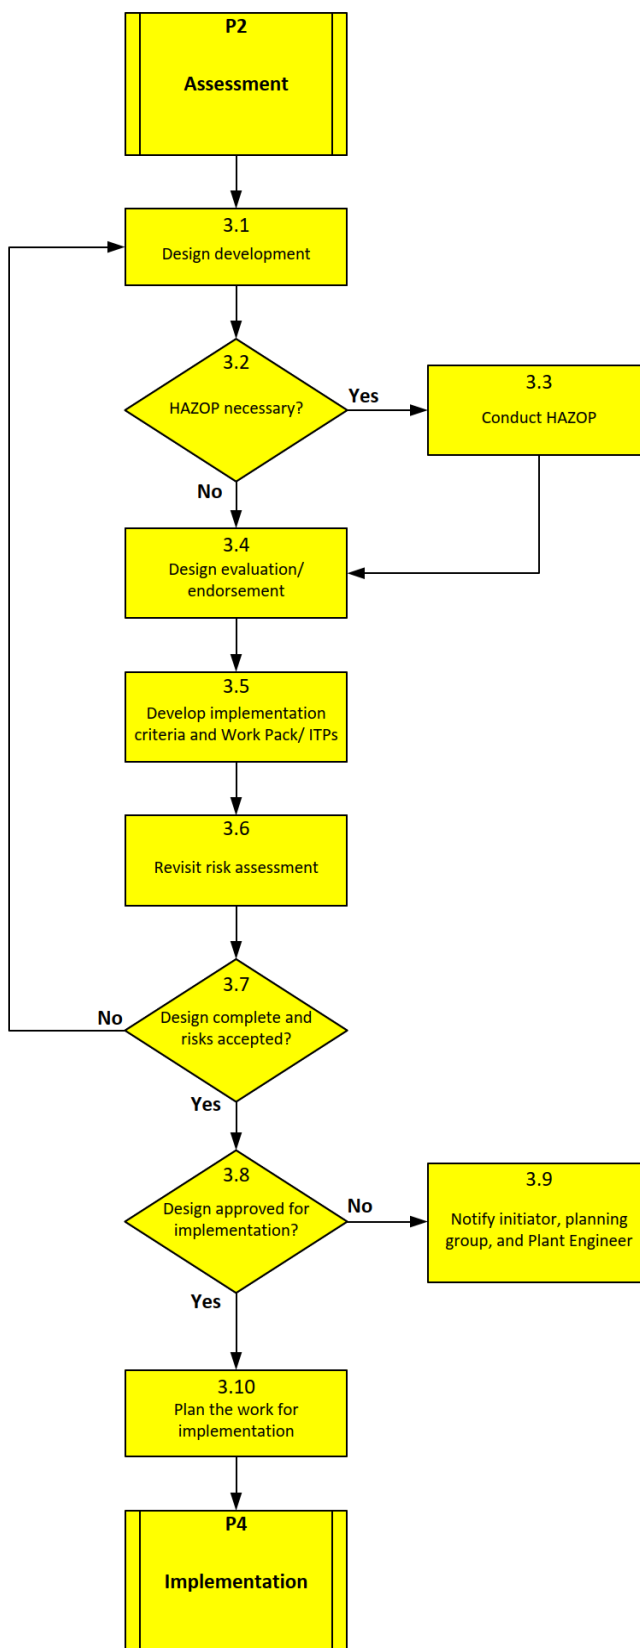 P2
Assessment
3.1
Design development
3.2
HAZOP necessary?
Yes
3.3
Conduct HAZOP
No
3.4
Design evaluation/
endorsement
3.5
Develop implementation
criteria and Work Pack/ ITPs
3.6
Revisit risk assessment
3.7
Design complete and
risks accepted?
No
Yes
3.8
Design approved for
implementation?
No
3.9
Notify initiator, planning
group, and Plant Engineer
Yes
3.10
Plan the work for
implementation
P4
Implementation